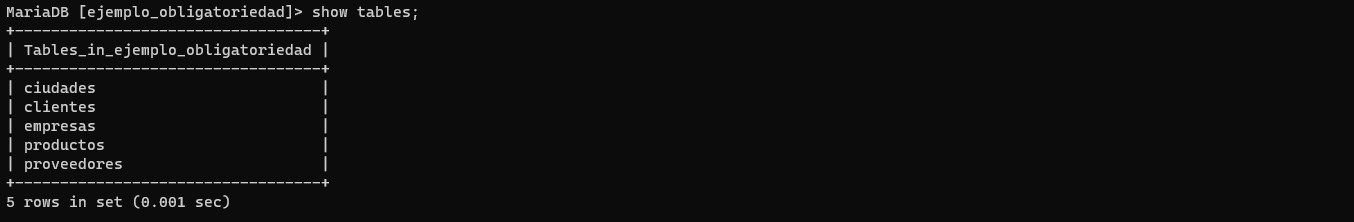 MariaDB [ejemplo_obligatoriedad]> show tables;
+----------------------------------+
| Tables_in_ejemplo_obligatoriedad |
+----------------------------------+
| ciudades                         |
| clientes                         |
| empresas                         |
| productos                        |
| proveedores                      |
+----------------------------------+
5 rows in set (0.001 sec)